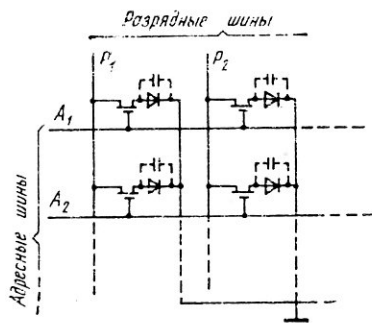 Разрядные шины
P₁
P₂
A₁
A₂
Адресные шины